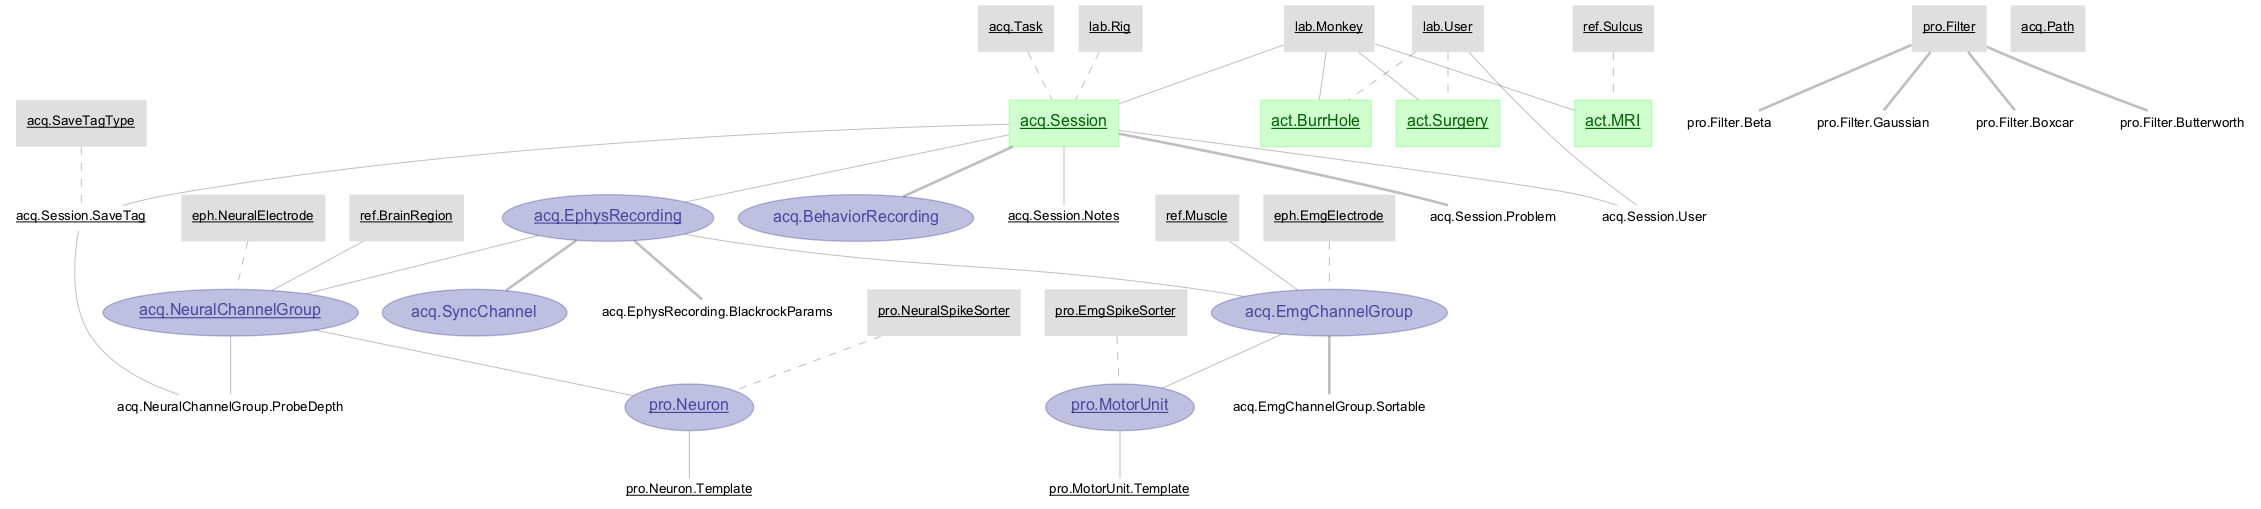 acq.Task
lab.Rig
lab.Monkey
lab.User
ref.Sulcus
pro.Filter
acq.Path
acq.SaveTagType
acq.Session
act.BurrHole
act.Surgery
act.MRI
pro.Filter.Beta
pro.Filter.Gaussian
pro.Filter.Boxcar
pro.Filter.Butterworth
acq.Session.SaveTag
eph.NeuralElectrode
ref.BrainRegion
acq.EphysRecording
acq.BehaviorRecording
acq.Session.Notes
ref.Muscle
eph.EmgElectrode
acq.Session.Problem
acq.Session.User
acq.NeuralChannelGroup
acq.SyncChannel
acq.EphysRecording.BlackrockParams
pro.NeuralSpikeSorter
pro.EmgSpikeSorter
acq.EmgChannelGroup
acq.NeuralChannelGroup.ProbeDepth
pro.Neuron
pro.MotorUnit
acq.EmgChannelGroup.Sortable
pro.Neuron.Template
pro.MotorUnit.Template